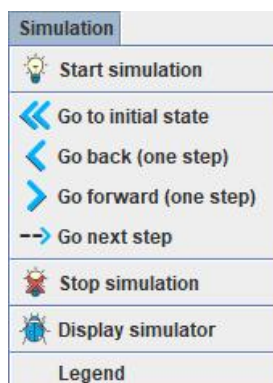 Simulation
Start simulation
Go to initial state
Go back (one step)
Go forward (one step)
Go next step
Stop simulation
Display simulator
Legend